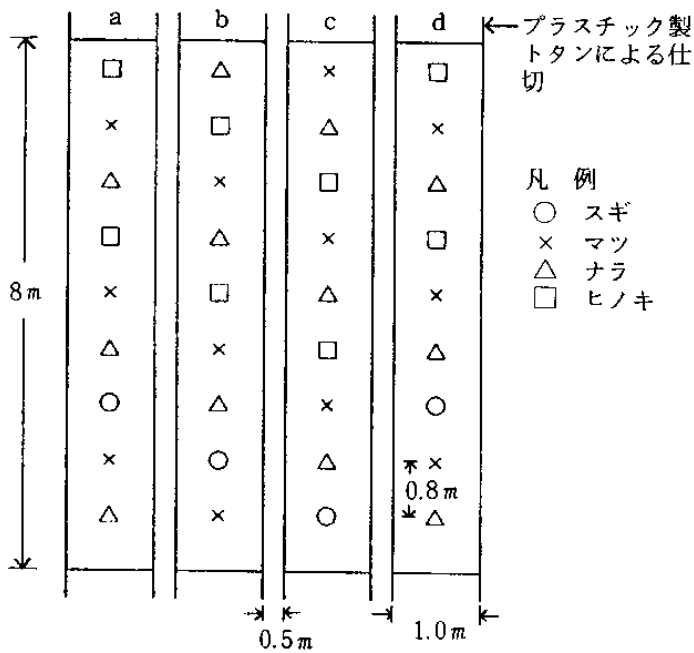 a b c d
プラスチック製
トタンによる仕
切
凡 例
スギ
マツ
ナラ
ヒノキ
8m
0.8m
0.5m
1.0m